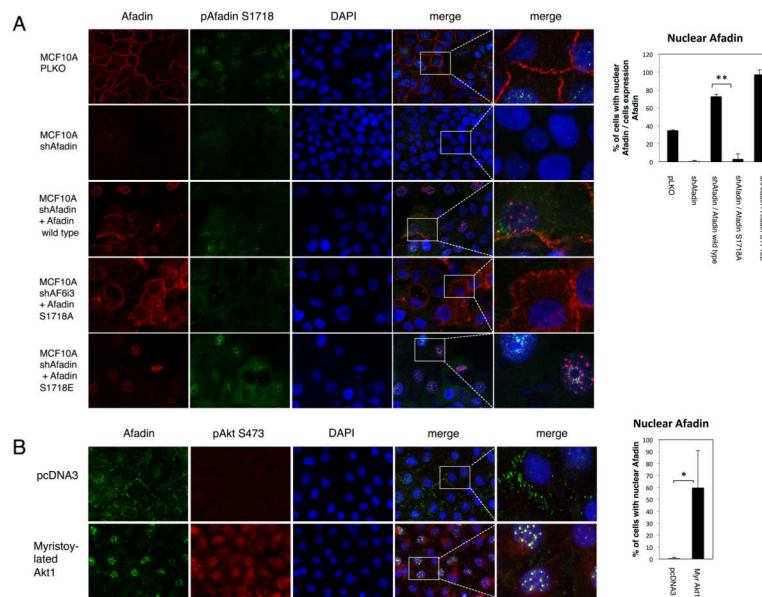 A
Afadin
pAfadin S1718
DAPI
merge
merge
MCF10A
PLKO
MCF10A
shAfadin
MCF10A
shAfadin
+ Afadin
wild type
MCF10A
shAF6i3
+ Afadin
S1718A
MCF10A
shAfadin
+ Afadin
S1718E
Nuclear Afadin
% of cells with nuclear
Afadin / cells expression
Afadin
120
100
80
60
40
20
0
**
pLKO
shAfadin
shAfadin / Afadin wild type
shAfadin / Afadin S1718A
B
Afadin
pAkt S473
DAPI
merge
merge
pcDNA3
Myristoy-
lated
Akt1
Nuclear Afadin
% of cells with nuclear Afadin
100
90
80
70
60
50
40
30
20
10
0
*
pcDNA3
Myr Akt1